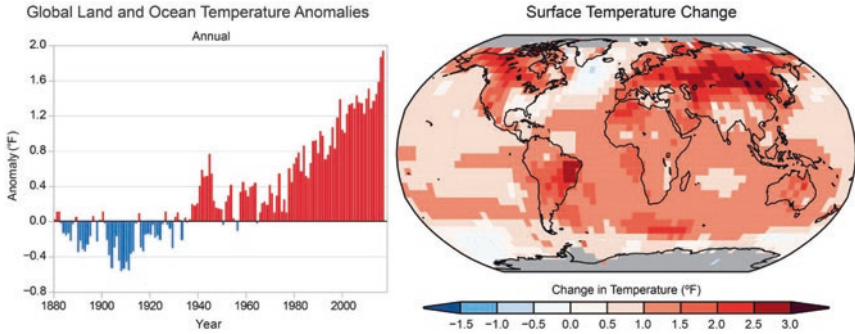 Global Land and Ocean Temperature Anomalies
Annual
2.0
1.6
1.2
0.8
0.4
0.0
−0.4
−0.8
Anomaly (°F)
1880 1900 1920 1940 1960 1980 2000
Year
Surface Temperature Change
Change in Temperature (°F)
−1.5 −1.0 −0.5 0.0 0.5 1.0 1.5 2.0 2.5 3.0